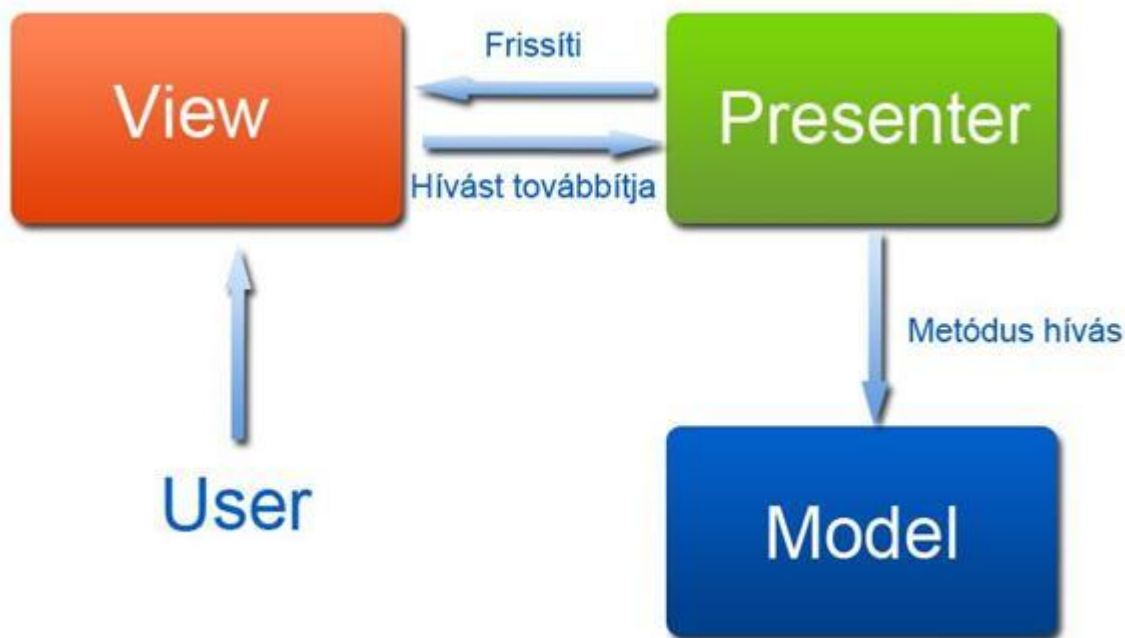 Frissíti
View
Presenter
Hívást továbbítja
Metódus hívás
User
Model